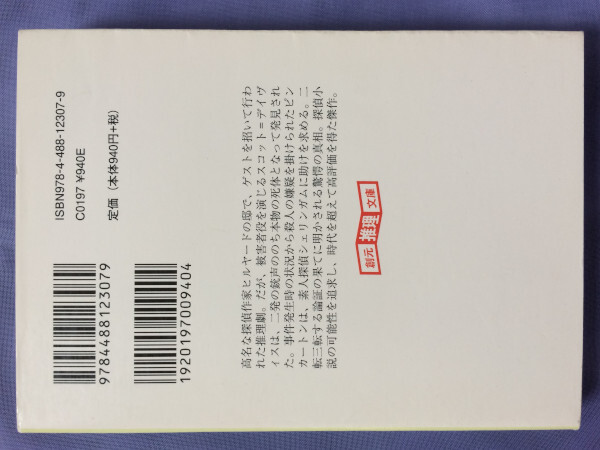 高名な探偵作家ヒルヤードの邸で、ゲストを招いて行わ
れた推理劇。だが、被害者役を演じるスコット＝デイヴ
ィスは、二発の銃声ののち本物の死体となって発見され
た。事件発生時の状況から殺人の嫌疑を掛けられたピン
カートンは、素人探偵シェリンガムに助けを求める。二
転三転する論証の果てに明かされる驚愕の真相。探偵小
説の可能性を追求し、時代を超えて高評価を得た傑作。
創元
推理
文庫
ISBN978-4-488-12307-9
C0197 ¥940E
定価（本体940円+税）
9784488123079
1920197009404